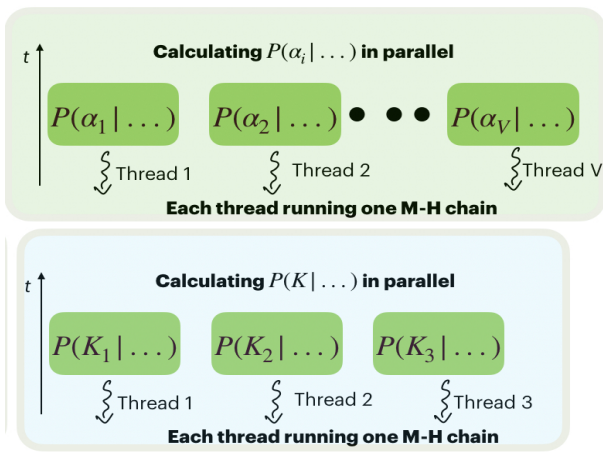 Calculating P(αᵢ | ...) in parallel
t
P(α₁ | ...) P(α₂ | ...) ● ● ● P(α_V | ...)
Thread 1 Thread 2 Thread V
Each thread running one M-H chain
Calculating P(K | ...) in parallel
t
P(K₁ | ...) P(K₂ | ...) P(K₃ | ...)
Thread 1 Thread 2 Thread 3
Each thread running one M-H chain